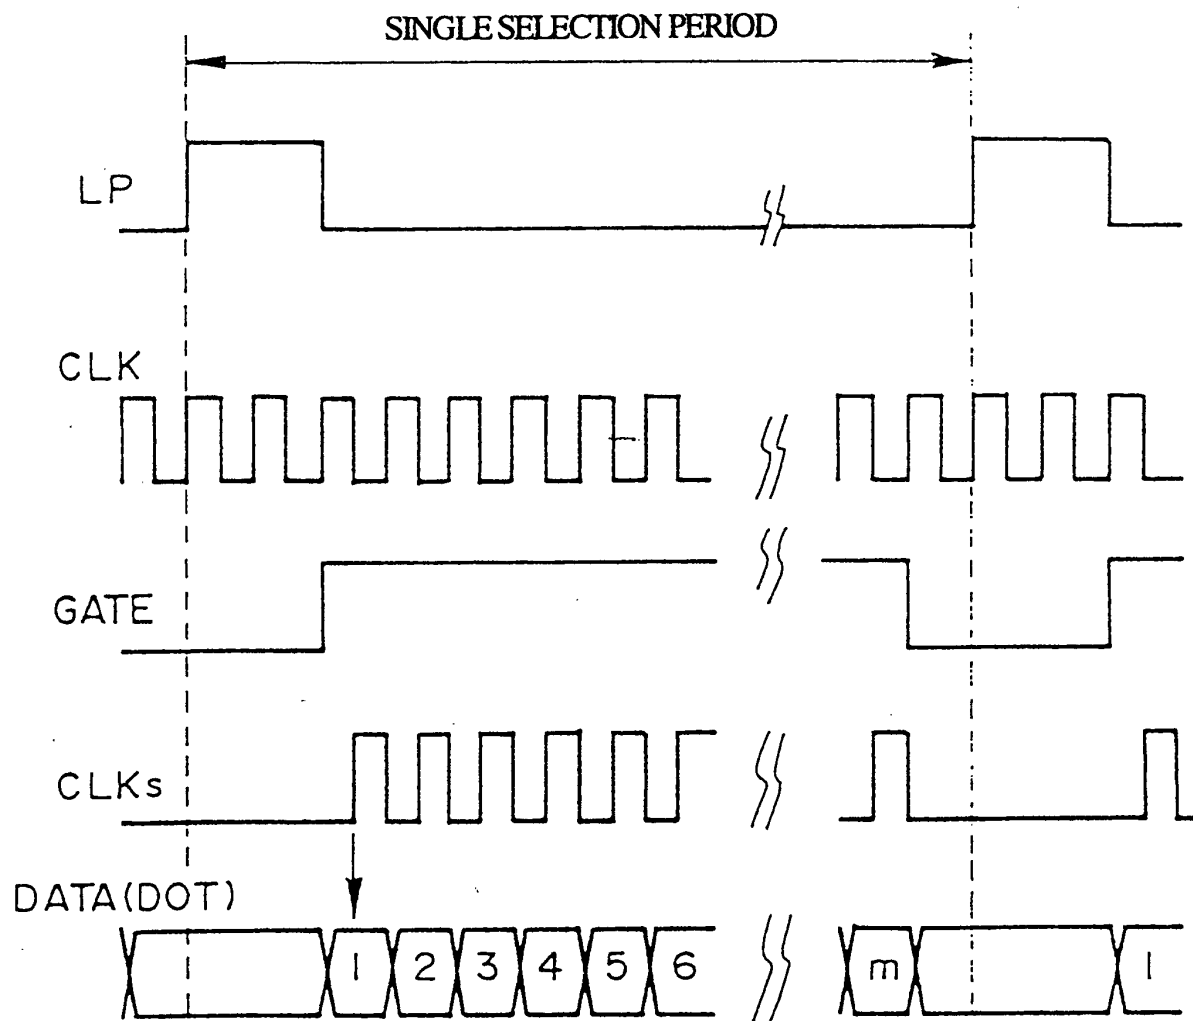 SINGLE SELECTION PERIOD
LP
CLK
GATE
CLKs
DATA(DOT)
1 2 3 4 5 6 m 1